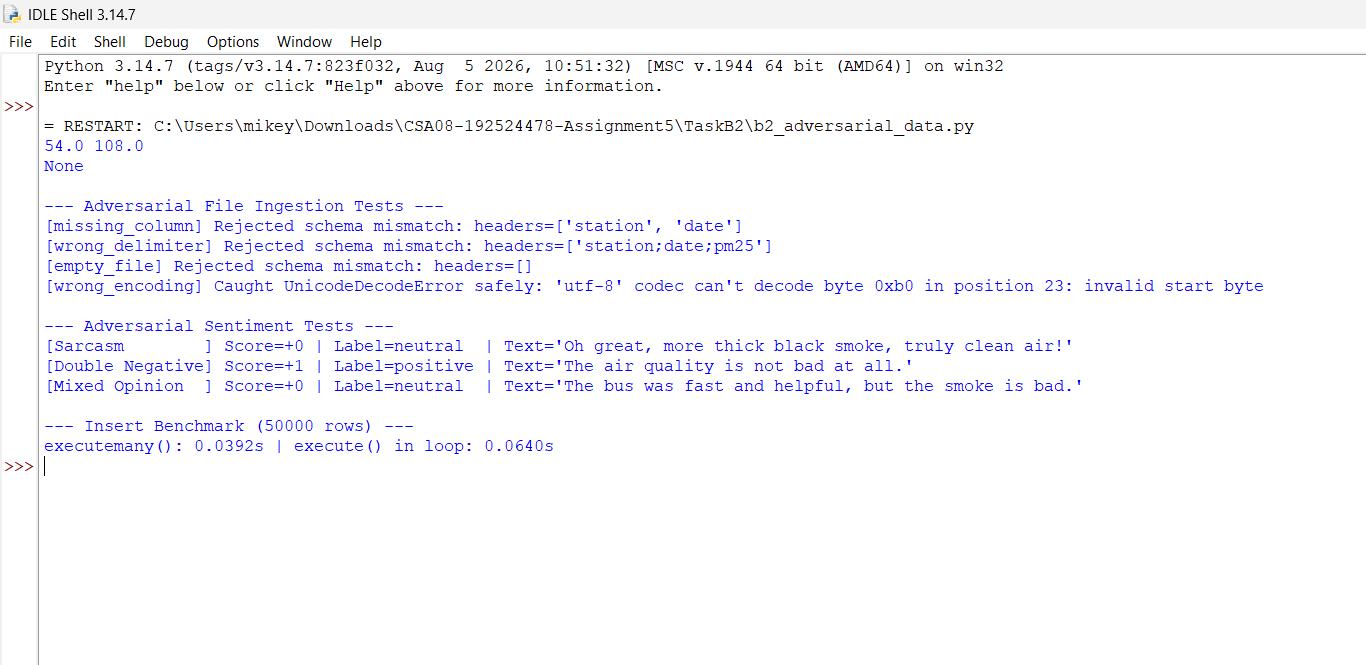 IDLE Shell 3.14.7
File Edit Shell Debug Options Window Help
Python 3.14.7 (tags/v3.14.7:823f032, Aug  5 2026, 10:51:32) [MSC v.1944 64 bit (AMD64)] on win32
Enter "help" below or click "Help" above for more information.
>>>
= RESTART: C:\Users\mikey\Downloads\CSA08-192524478-Assignment5\TaskB2\b2_adversarial_data.py
54.0 108.0
None
--- Adversarial File Ingestion Tests ---
[missing_column] Rejected schema mismatch: headers=['station', 'date']
[wrong_delimiter] Rejected schema mismatch: headers=['station;date;pm25']
[empty_file] Rejected schema mismatch: headers=[]
[wrong_encoding] Caught UnicodeDecodeError safely: 'utf-8' codec can't decode byte 0xb0 in position 23: invalid start byte
--- Adversarial Sentiment Tests ---
[Sarcasm        ] Score=+0 | Label=neutral  | Text='Oh great, more thick black smoke, truly clean air!'
[Double Negative] Score=+1 | Label=positive | Text='The air quality is not bad at all.'
[Mixed Opinion  ] Score=+0 | Label=neutral  | Text='The bus was fast and helpful, but the smoke is bad.'
--- Insert Benchmark (50000 rows) ---
executemany(): 0.0392s | execute() in loop: 0.0640s
>>>